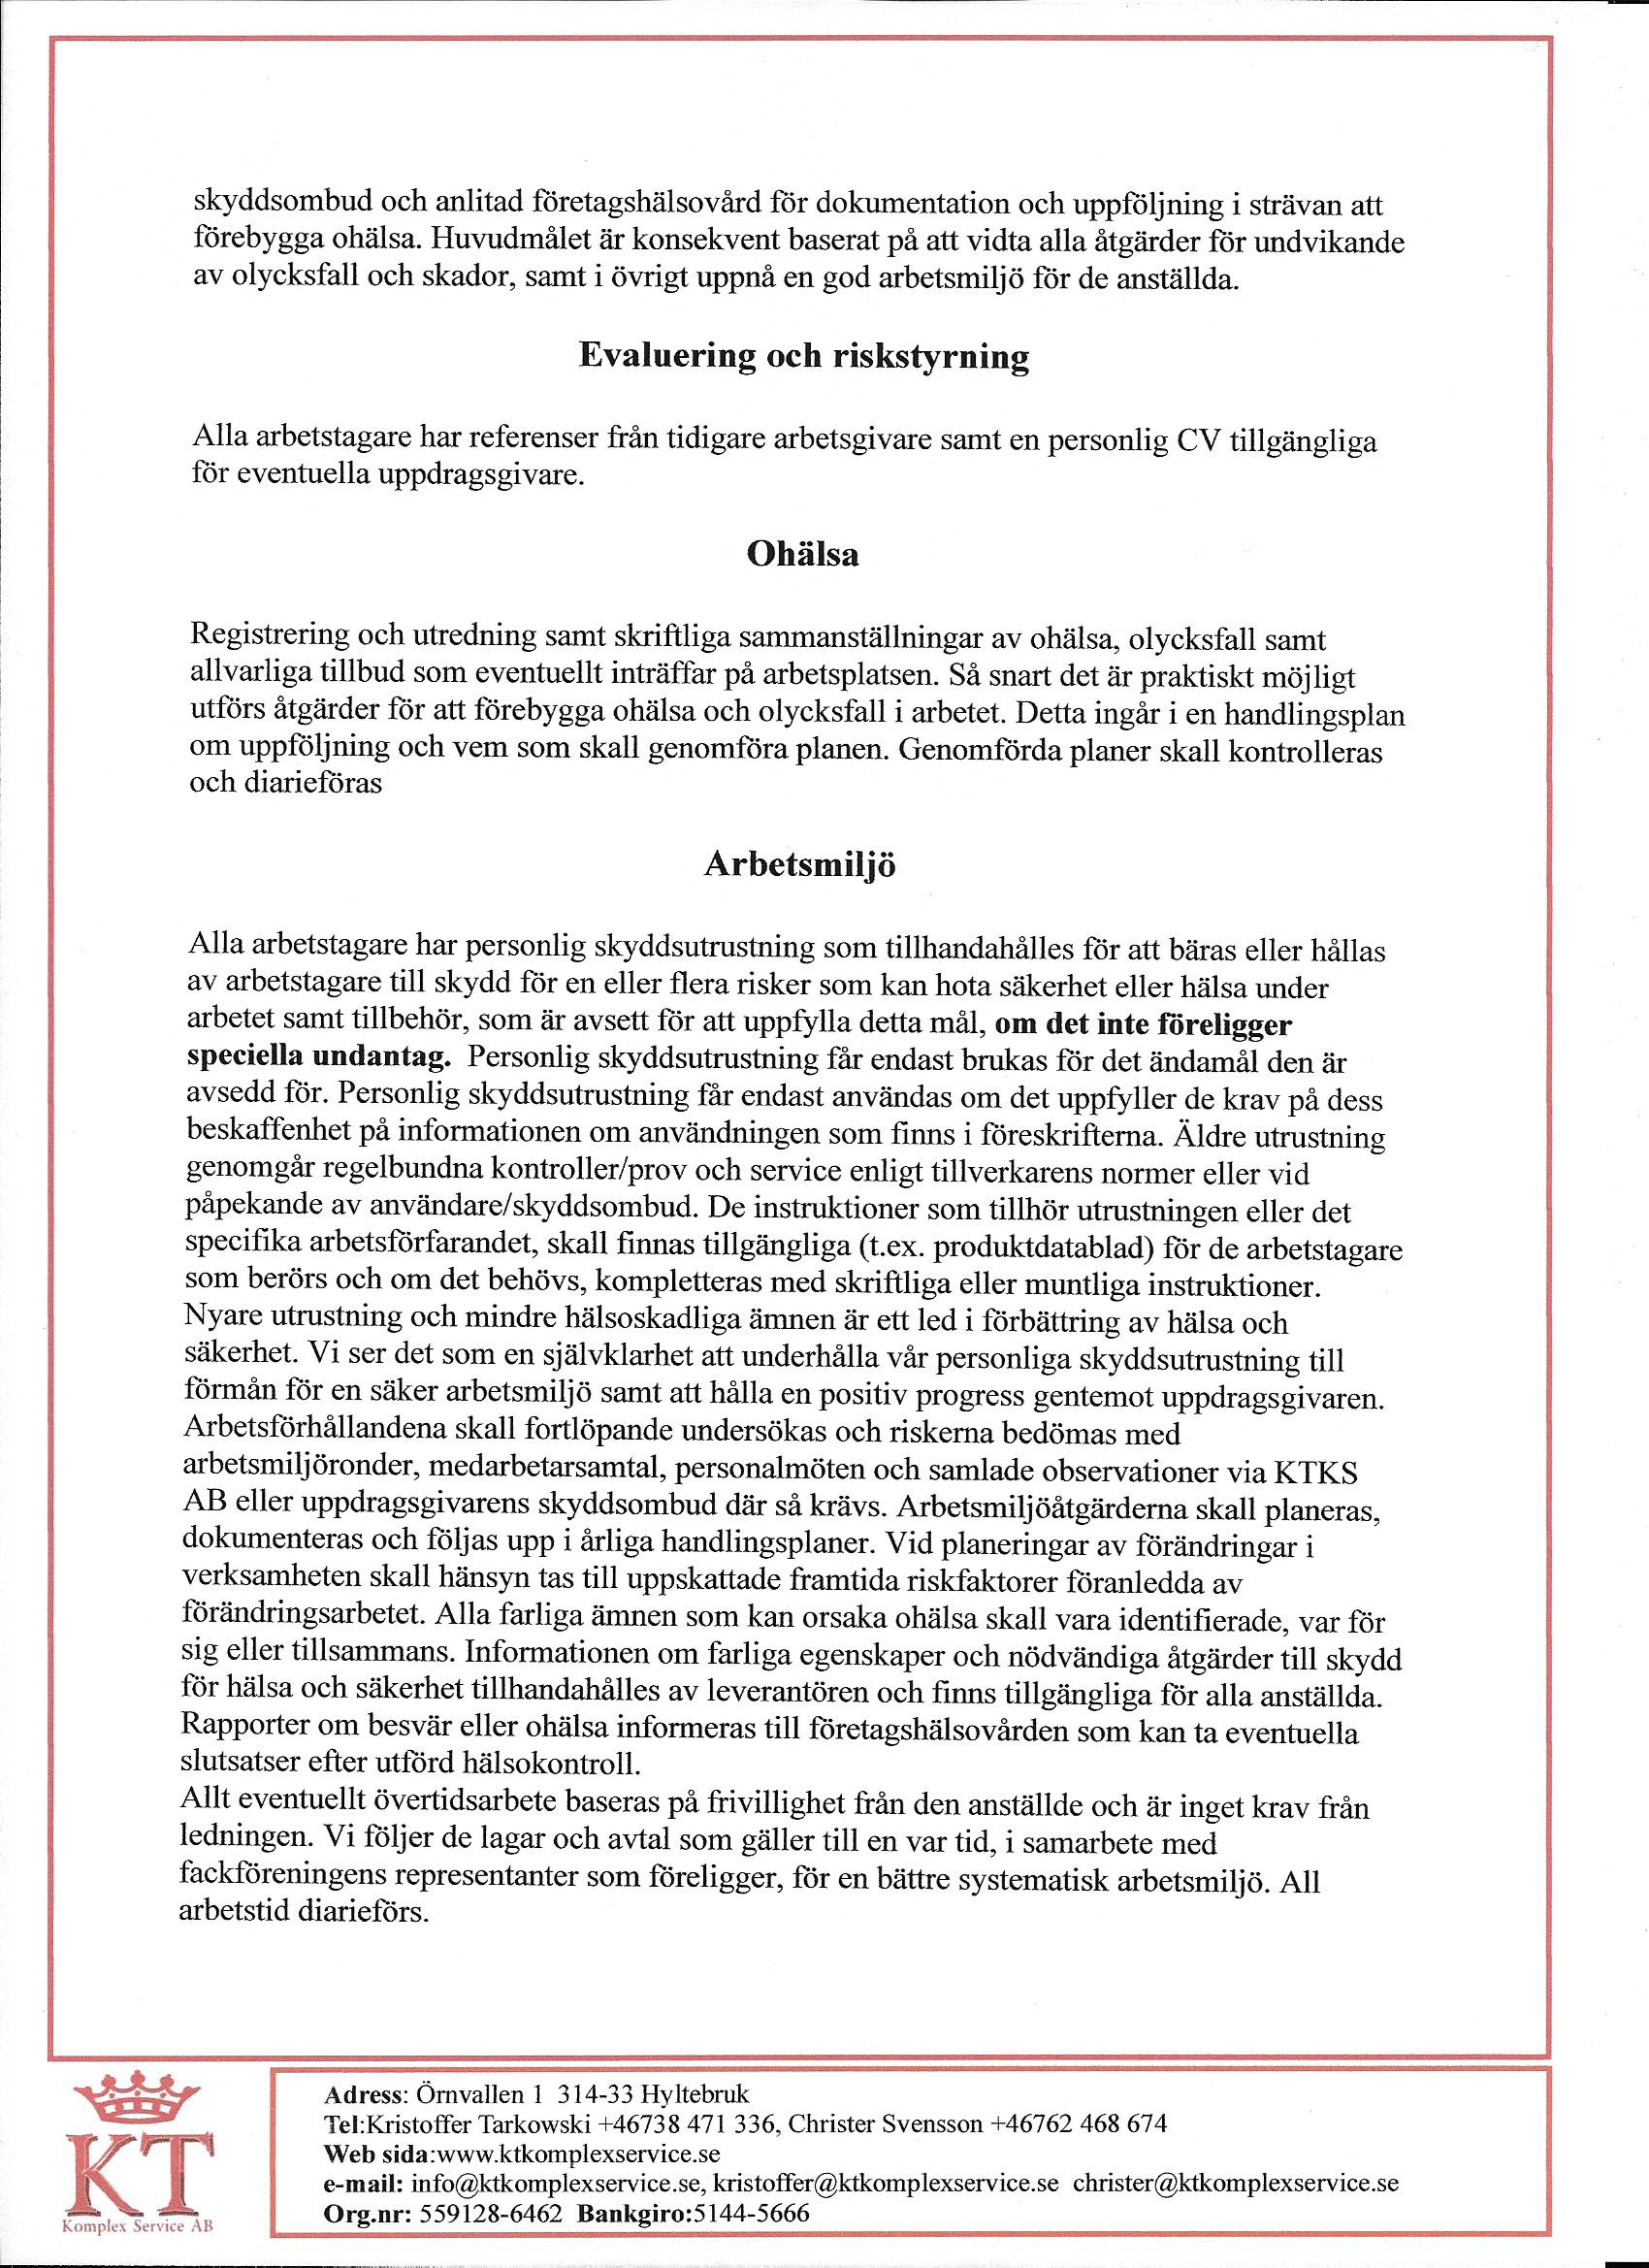 skyddsombud och anlitad företagshälsovård för dokumentation och uppföljning i strävan att
förebygga ohälsa. Huvudmålet är konsekvent baserat på att vidta alla åtgärder för undvikande
av olycksfall och skador, samt i övrigt uppnå en god arbetsmiljö för de anställda.
Evaluering och riskstyrning
Alla arbetstagare har referenser från tidigare arbetsgivare samt en personlig CV tillgängliga
för eventuella uppdragsgivare.
Ohälsa
Registrering och utredning samt skriftliga sammanställningar av ohälsa, olycksfall samt
allvarliga tillbud som eventuellt inträffar på arbetsplatsen. Så snart det är praktiskt möjligt
utförs åtgärder för att förebygga ohälsa och olycksfall i arbetet. Detta ingår i en handlingsplan
om uppföljning och vem som skall genomföra planen. Genomförda planer skall kontrolleras
och diarieföras
Arbetsmiljö
Alla arbetstagare har personlig skyddsutrustning som tillhandahålles för att bäras eller hållas
av arbetstagare till skydd för en eller flera risker som kan hota säkerhet eller hälsa under
arbetet samt tillbehör, som är avsett för att uppfylla detta mål, om det inte föreligger
speciella undantag. Personlig skyddsutrustning får endast brukas för det ändamål den är
avsedd för. Personlig skyddsutrustning får endast användas om det uppfyller de krav på dess
beskaffenhet på informationen om användningen som finns i föreskrifterna. Äldre utrustning
genomgår regelbundna kontroller/prov och service enligt tillverkarens normer eller vid
påpekande av användare/skyddsombud. De instruktioner som tillhör utrustningen eller det
specifika arbetsförfarandet, skall finnas tillgängliga (t.ex. produktdatablad) för de arbetstagare
som berörs och om det behövs, kompletteras med skriftliga eller muntliga instruktioner.
Nyare utrustning och mindre hälsoskadliga ämnen är ett led i förbättring av hälsa och
säkerhet. Vi ser det som en självklarhet att underhålla vår personliga skyddsutrustning till
förmån för en säker arbetsmiljö samt att hålla en positiv progress gentemot uppdragsgivaren.
Arbetsförhållandena skall fortlöpande undersökas och riskerna bedömas med
arbetsmiljöronder, medarbetarsamtal, personalmöten och samlade observationer via KTKS
AB eller uppdragsgivarens skyddsombud där så krävs. Arbetsmiljöåtgärderna skall planeras,
dokumenteras och följas upp i årliga handlingsplaner. Vid planeringar av förändringar i
verksamheten skall hänsyn tas till uppskattade framtida riskfaktorer föranledda av
förändringsarbetet. Alla farliga ämnen som kan orsaka ohälsa skall vara identifierade, var för
sig eller tillsammans. Informationen om farliga egenskaper och nödvändiga åtgärder till skydd
för hälsa och säkerhet tillhandahålles av leverantören och finns tillgängliga för alla anställda.
Rapporter om besvär eller ohälsa informeras till företagshälsovården som kan ta eventuella
slutsatser efter utförd hälsokontroll.
Allt eventuellt övertidsarbete baseras på frivillighet från den anställde och är inget krav från
ledningen. Vi följer de lagar och avtal som gäller till en var tid, i samarbete med
fackföreningens representanter som föreligger, för en bättre systematisk arbetsmiljö. All
arbetstid diarieförs.
KT
Komplex Service AB
Adress: Örnvallen 1 314-33 Hyltebruk
Tel:Kristoffer Tarkowski +46738 471 336, Christer Svensson +46762 468 674
Web sida:www.ktkomplexservice.se
e-mail: info@ktkomplexservice.se, kristoffer@ktkomplexservice.se christer@ktkomplexservice.se
Org.nr: 559128-6462 Bankgiro:5144-5666